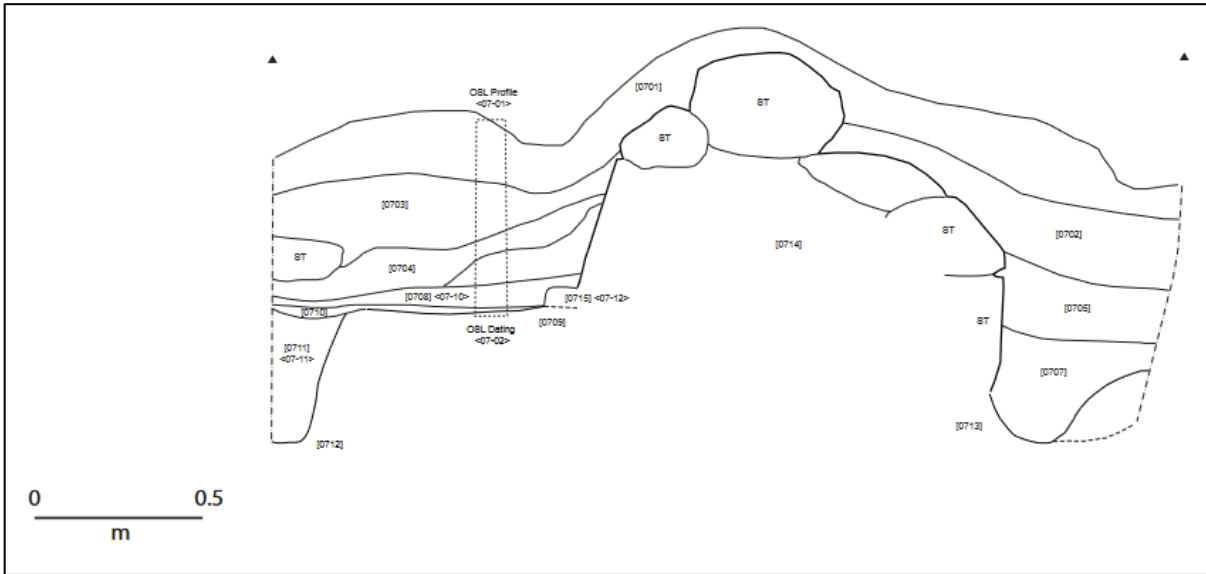 [0701]
OSL Profile
<07-01>
ST
ST
[0703]
ST
[0704]
[0714]
ST
[0702]
[0708] <07-10>
[0715] <07-12>
[0705]
[0710]
[0709]
ST
OSL Dating
<07-02>
[0711]
<07-11>
[0707]
[0712]
[0713]
0 0.5
m